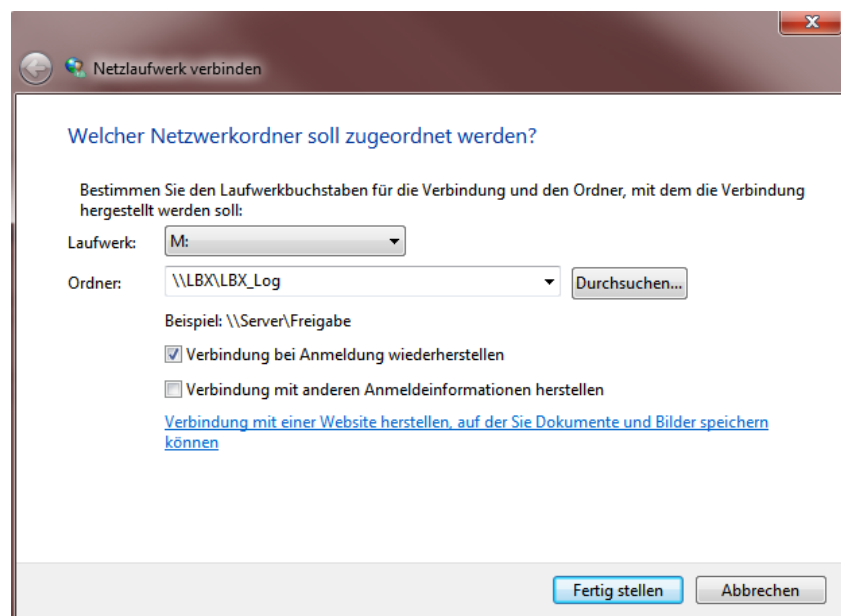 Netzlaufwerk verbinden
Welcher Netzwerkordner soll zugeordnet werden?
Bestimmen Sie den Laufwerkbuchstaben für die Verbindung und den Ordner, mit dem die Verbindung
hergestellt werden soll:
Laufwerk: M:
Ordner: \\LBX\LBX_Log Durchsuchen...
Beispiel: \\Server\Freigabe
Verbindung bei Anmeldung wiederherstellen
Verbindung mit anderen Anmeldeinformationen herstellen
Verbindung mit einer Website herstellen, auf der Sie Dokumente und Bilder speichern
können
Fertig stellen Abbrechen